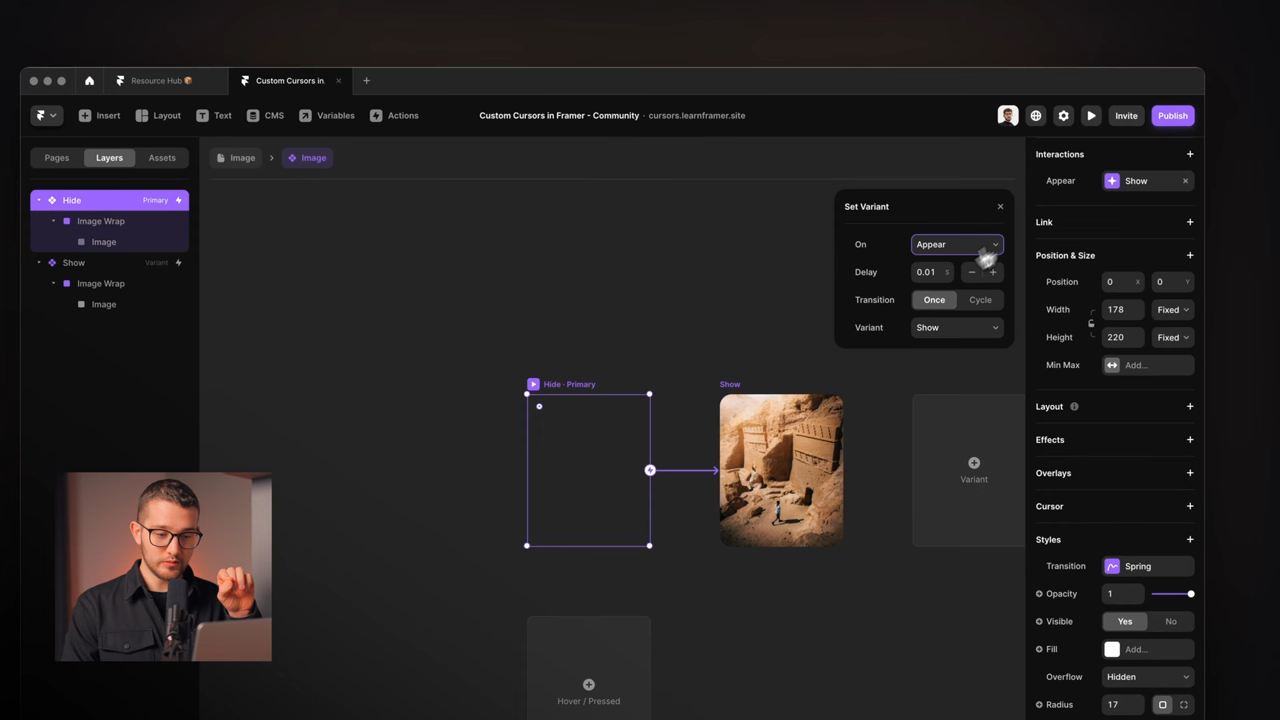 Resource Hub
Custom Cursors in
Insert
Layout
Text
CMS
Variables
Actions
Custom Cursors in Framer - Community · cursors.learnframer.site
Invite
Publish
Pages
Layers
Assets
Image
Image
Hide
Primary
Image Wrap
Image
Show
Variant
Image Wrap
Image
Set Variant
On
Appear
Delay
0.01 s
Transition
Once
Cycle
Variant
Show
Hide · Primary
Show
Variant
Hover / Pressed
Interactions
Appear
Show
Link
Position & Size
Position
0 X
0 Y
Width
178
Fixed
Height
220
Fixed
Min Max
Add...
Layout
Effects
Overlays
Cursor
Styles
Transition
Spring
Opacity
1
Visible
Yes
No
Fill
Add...
Overflow
Hidden
Radius
17